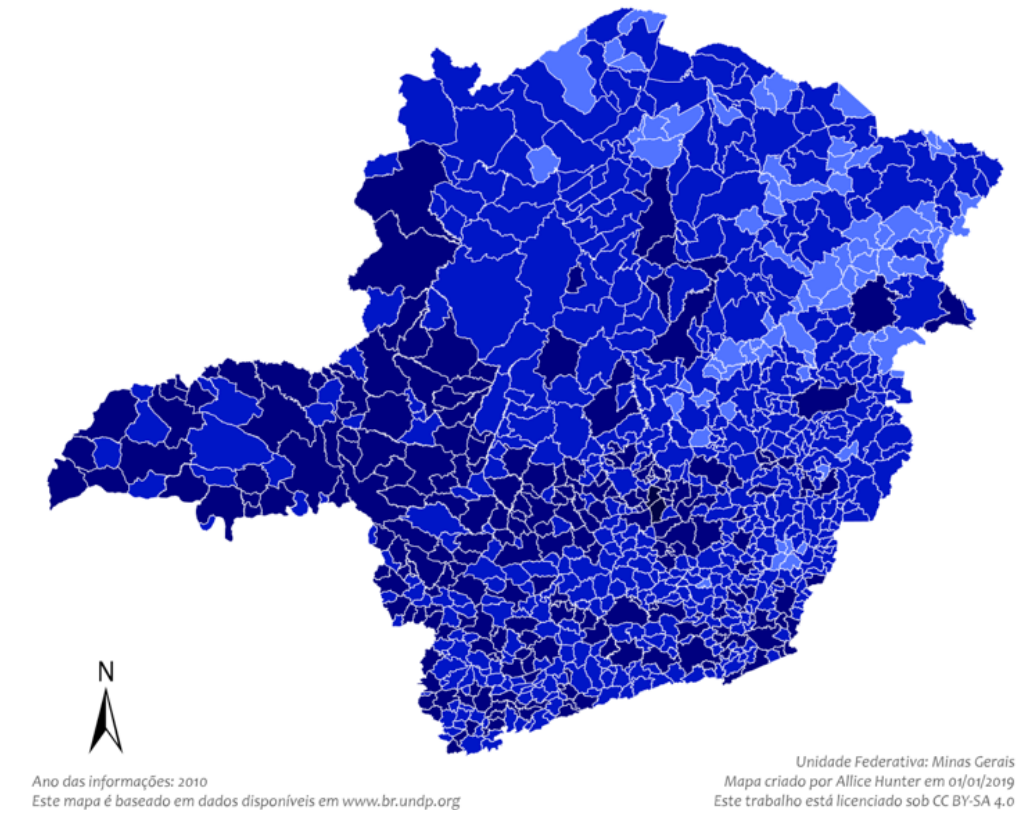 N
Ano das informações: 2010
Este mapa é baseado em dados disponíveis em www.br.undp.org
Unidade Federativa: Minas Gerais
Mapa criado por Allice Hunter em 01/01/2019
Este trabalho está licenciado sob CC BY-SA 4.0